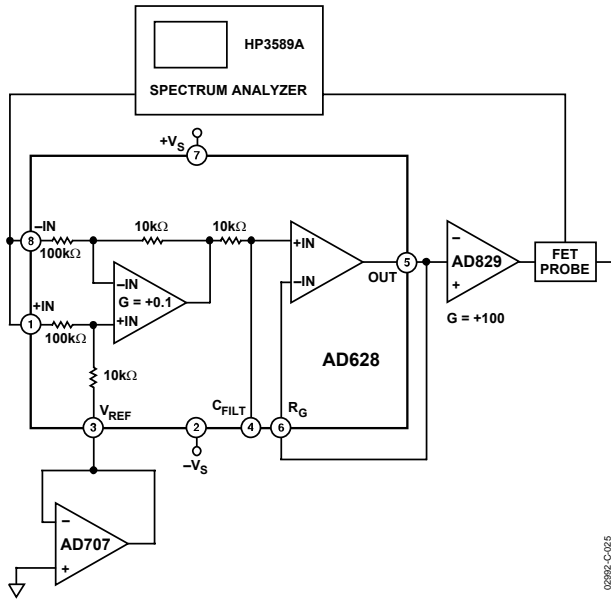 HP3589A
SPECTRUM ANALYZER
+VS
7
–IN
8
100kΩ
10kΩ
10kΩ
–IN
G = +0.1
+IN
+IN
1
100kΩ
10kΩ
+IN
–IN
OUT
5
AD628
–
AD829
+
G = +100
FET
PROBE
VREF
3
2
–VS
CFILT
4
RG
6
–
AD707
+
02992-C-025